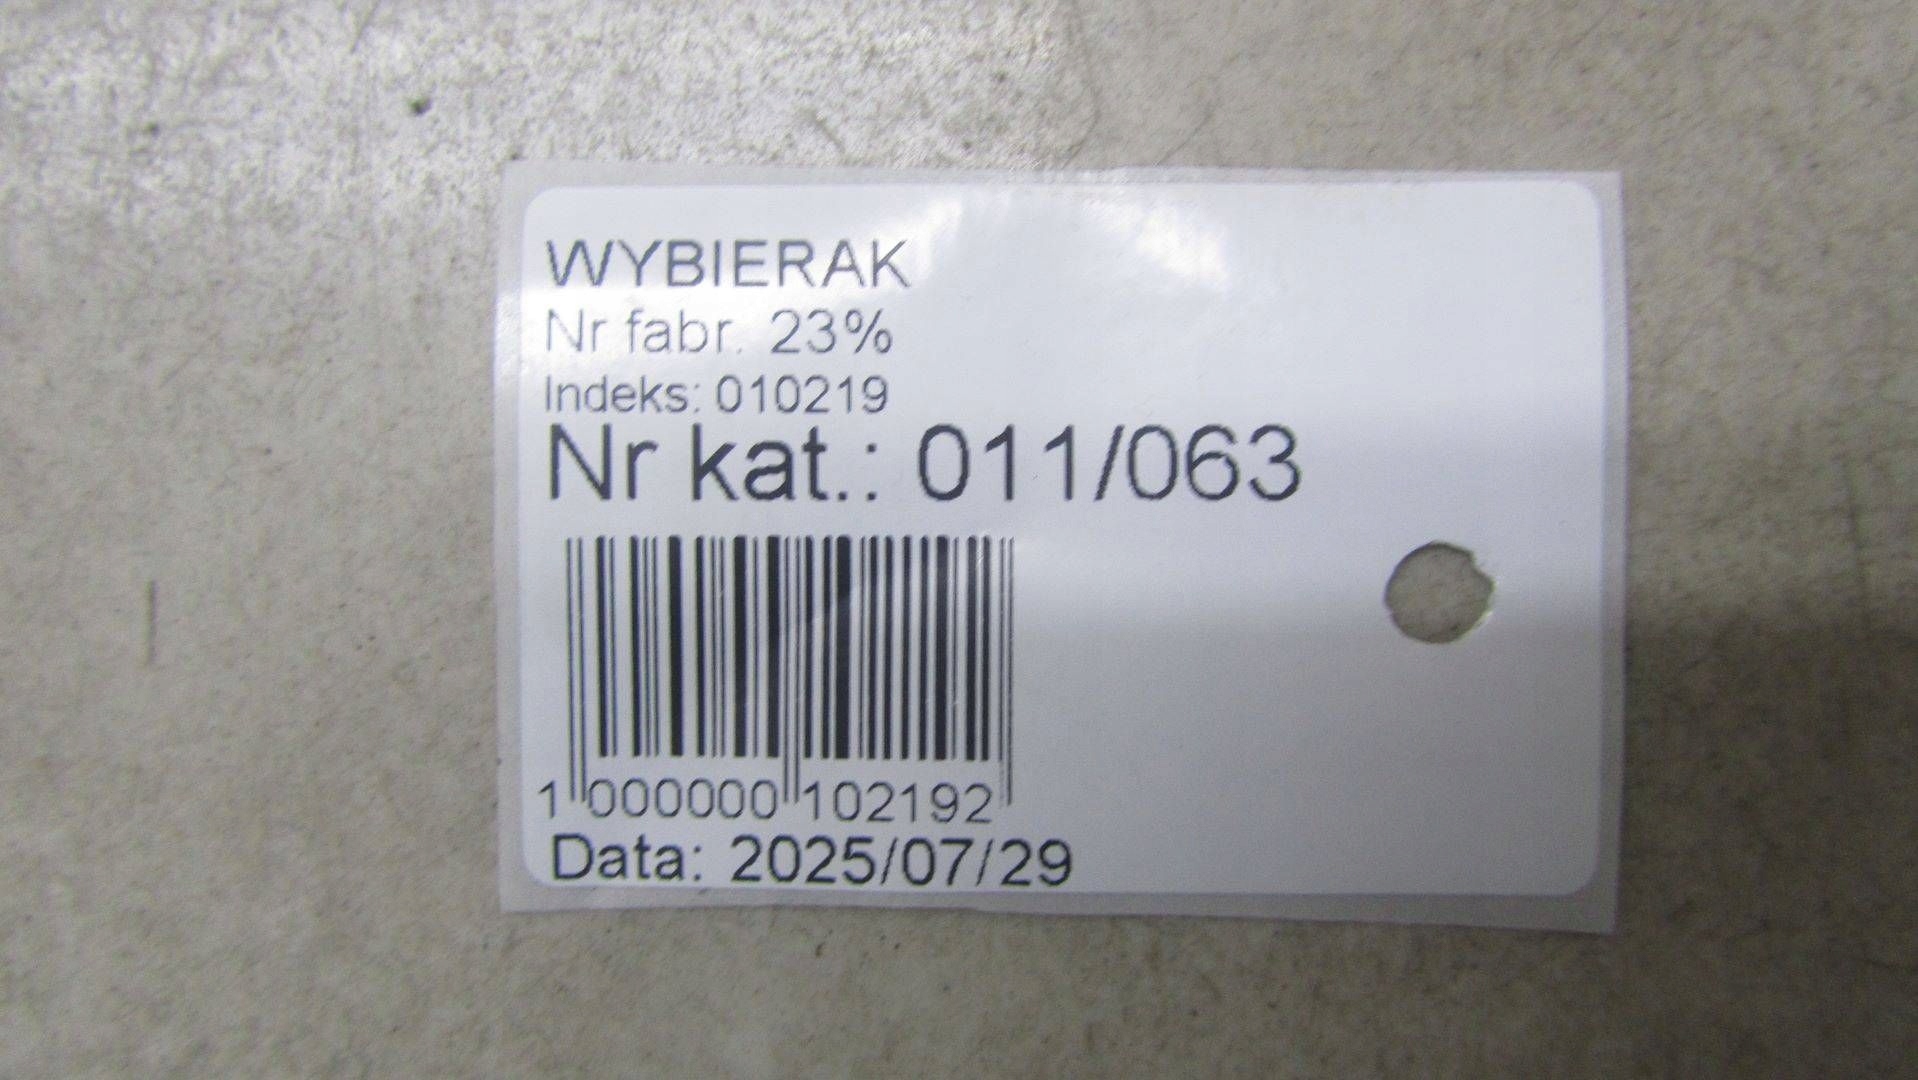 WYBIERAK
Nr fabr. 23%
Indeks: 010219
Nr kat.: 011/063
1 000000 102192
Data: 2025/07/29